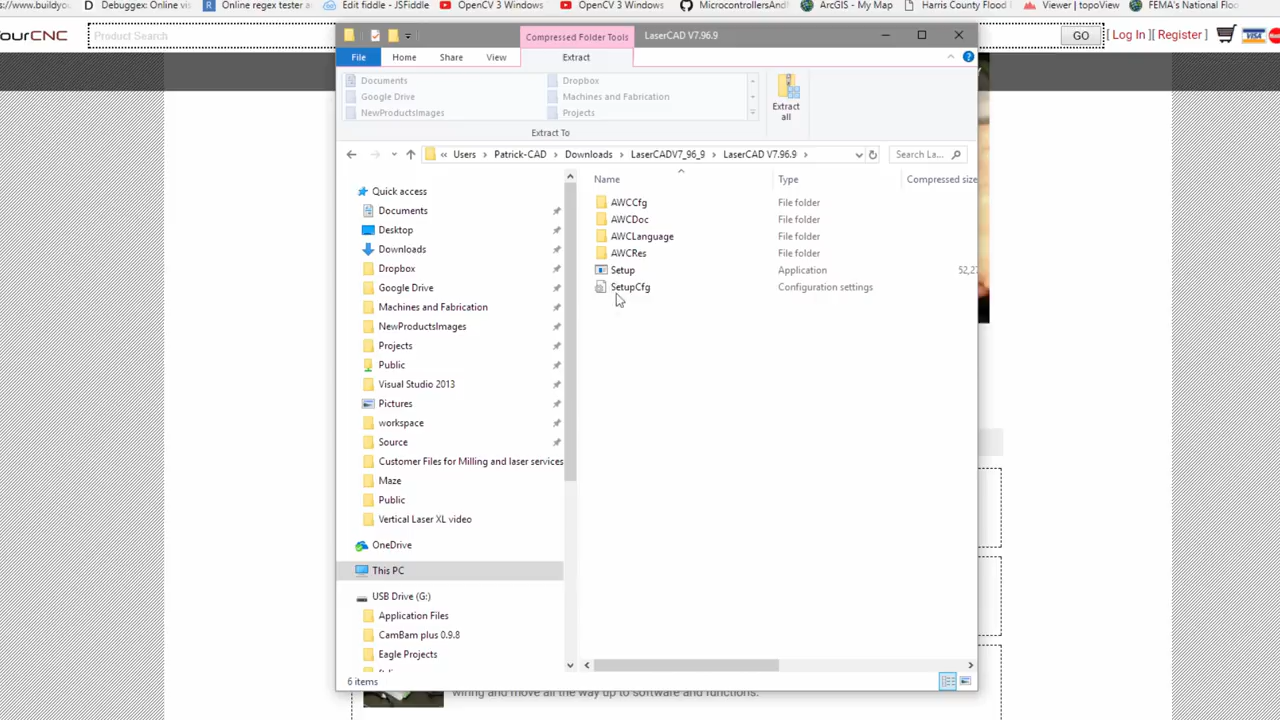 s://www.buildyou
Debuggex: Online vis
Online regex tester a
Edit fiddle - JSFiddle
OpenCV 3 Windows
OpenCV 3 Windows
MicrocontrollersAndM
ArcGIS - My Map
Harris County Flood
Viewer | topoView
FEMA's National Floo
ourCNC
Product Search
GO
[ Log In ][ Register ]
VISA
Compressed Folder Tools
LaserCAD V7.96.9
File
Home
Share
View
Extract
Documents
Dropbox
Google Drive
Machines and Fabrication
NewProductsImages
Projects
Extract all
Extract To
« Users > Patrick-CAD > Downloads > LaserCADV7_96_9 > LaserCAD V7.96.9 >
Search La...
Name
Type
Compressed size
AWCCfg
File folder
AWCDoc
File folder
AWCLanguage
File folder
AWCRes
File folder
Setup
Application
52,27
SetupCfg
Configuration settings
Quick access
Documents
Desktop
Downloads
Dropbox
Google Drive
Machines and Fabrication
NewProductsImages
Projects
Public
Visual Studio 2013
Pictures
workspace
Source
Customer Files for Milling and laser services
Maze
Public
Vertical Laser XL video
OneDrive
This PC
USB Drive (G:)
Application Files
CamBam plus 0.9.8
Eagle Projects
6 items
wiring and move all the way up to software and functions.